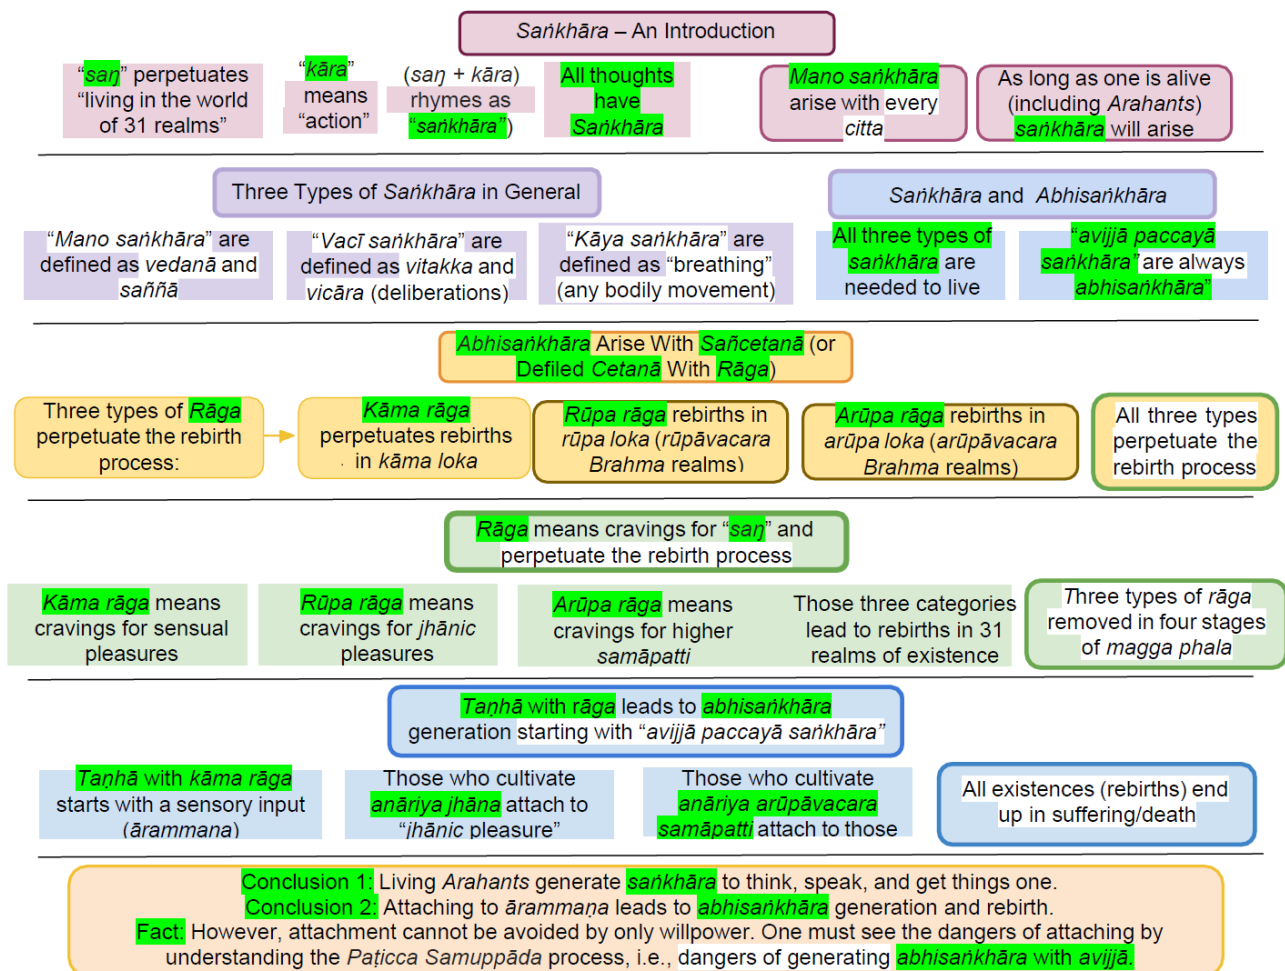 Saṅkhāra – An Introduction
“saŋ” perpetuates
“living in the world
of 31 realms”
“kāra”
means
“action”
(saŋ + kāra)
rhymes as
“saṅkhāra”)
All thoughts
have
Saṅkhāra
Mano saṅkhāra
arise with every
citta
As long as one is alive
(including Arahants)
saṅkhāra will arise
Three Types of Saṅkhāra in General
Saṅkhāra and Abhisaṅkhāra
“Mano saṅkhāra” are
defined as vedanā and
saññā
“Vacī saṅkhāra” are
defined as vitakka and
vicāra (deliberations)
“Kāya saṅkhāra” are
defined as “breathing”
(any bodily movement)
All three types of
saṅkhāra are
needed to live
“avijjā paccayā
saṅkhāra” are always
abhisaṅkhāra”
Abhisaṅkhāra Arise With Sañcetanā (or
Defiled Cetanā With Rāga)
Three types of Rāga
perpetuate the rebirth
process:
Kāma rāga
perpetuates rebirths
in kāma loka
Rūpa rāga rebirths in
rūpa loka (rūpāvacara
Brahma realms)
Arūpa rāga rebirths in
arūpa loka (arūpāvacara
Brahma realms)
All three types
perpetuate the
rebirth process
Rāga means cravings for “saŋ” and
perpetuate the rebirth process
Kāma rāga means
cravings for sensual
pleasures
Rūpa rāga means
cravings for jhānic
pleasures
Arūpa rāga means
cravings for higher
samāpatti
Those three categories
lead to rebirths in 31
realms of existence
Three types of rāga
removed in four stages
of magga phala
Taṇhā with rāga leads to abhisaṅkhāra
generation starting with “avijjā paccayā saṅkhāra”
Taṇhā with kāma rāga
starts with a sensory input
(ārammaṇa)
Those who cultivate
anāriya jhāna attach to
“jhānic pleasure”
Those who cultivate
anāriya arūpāvacara
samāpatti attach to those
All existences (rebirths) end
up in suffering/death
Conclusion 1: Living Arahants generate saṅkhāra to think, speak, and get things one.
Conclusion 2: Attaching to ārammaṇa leads to abhisaṅkhāra generation and rebirth.
Fact: However, attachment cannot be avoided by only willpower. One must see the dangers of attaching by
understanding the Paṭicca Samuppāda process, i.e., dangers of generating abhisaṅkhāra with avijjā.